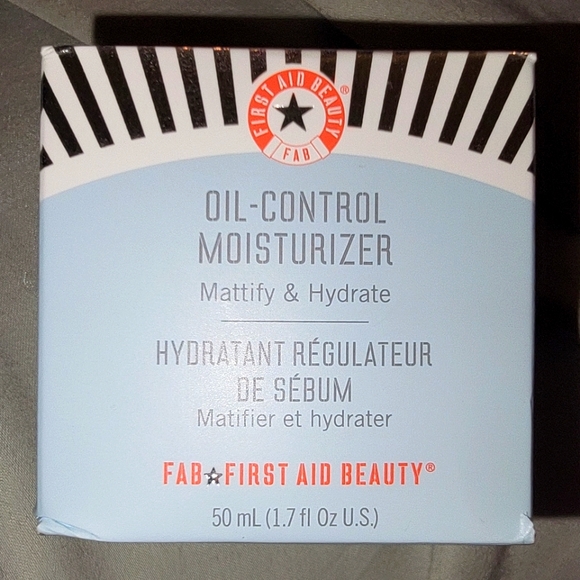 FIRST AID BEAUTY ®
FAB
OIL-CONTROL
MOISTURIZER
Mattify & Hydrate
HYDRATANT RÉGULATEUR
DE SÉBUM
Matifier et hydrater
FAB☆FIRST AID BEAUTY®
50 mL (1.7 fl Oz U.S.)